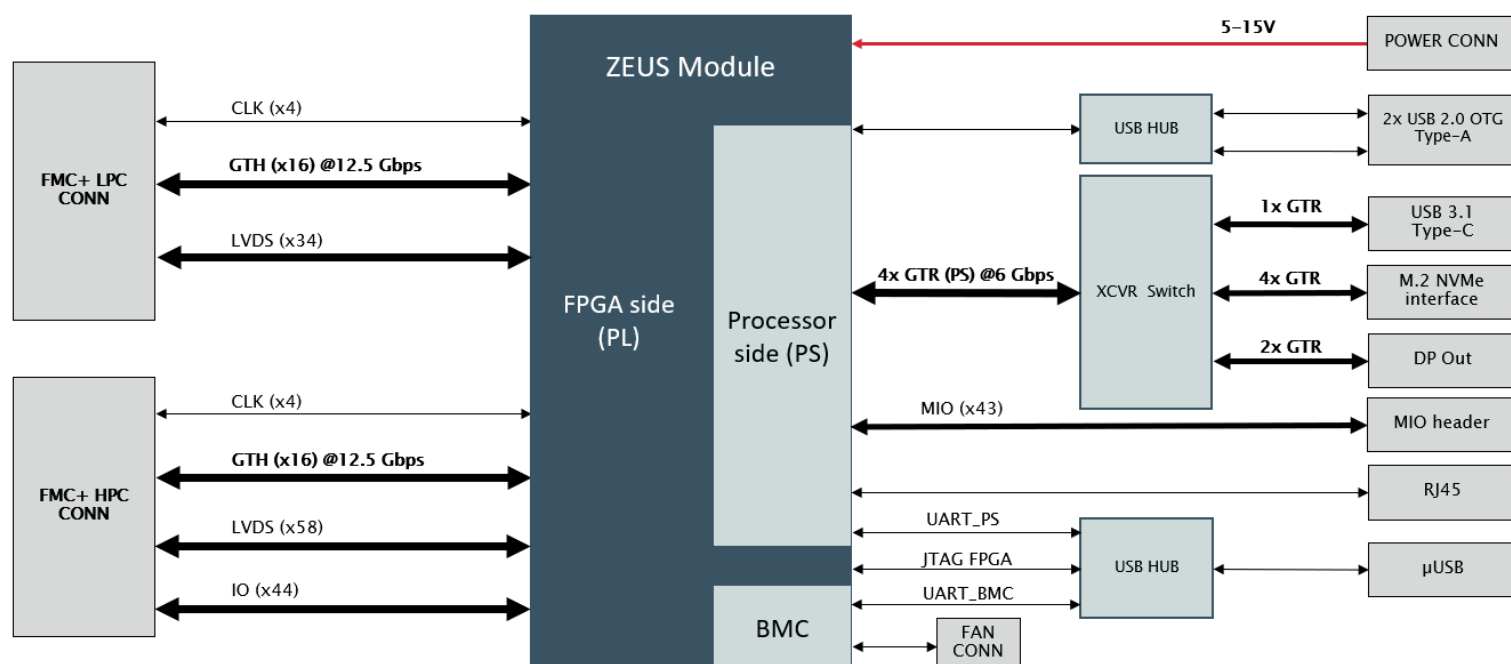 5-15V
POWER CONN
ZEUS Module
CLK (x4)
GTH (x16) @12.5 Gbps
LVDS (x34)
FMC+ LPC
CONN
USB HUB
2x USB 2.0 OTG
Type-A
1x GTR
USB 3.1
Type-C
4x GTR (PS) @6 Gbps
XCVR Switch
4x GTR
M.2 NVMe
interface
2x GTR
DP Out
FPGA side
(PL)
Processor
side (PS)
CLK (x4)
GTH (x16) @12.5 Gbps
LVDS (x58)
IO (x44)
FMC+ HPC
CONN
MIO (x43)
MIO header
RJ45
UART_PS
JTAG FPGA
UART_BMC
USB HUB
µUSB
BMC
FAN
CONN